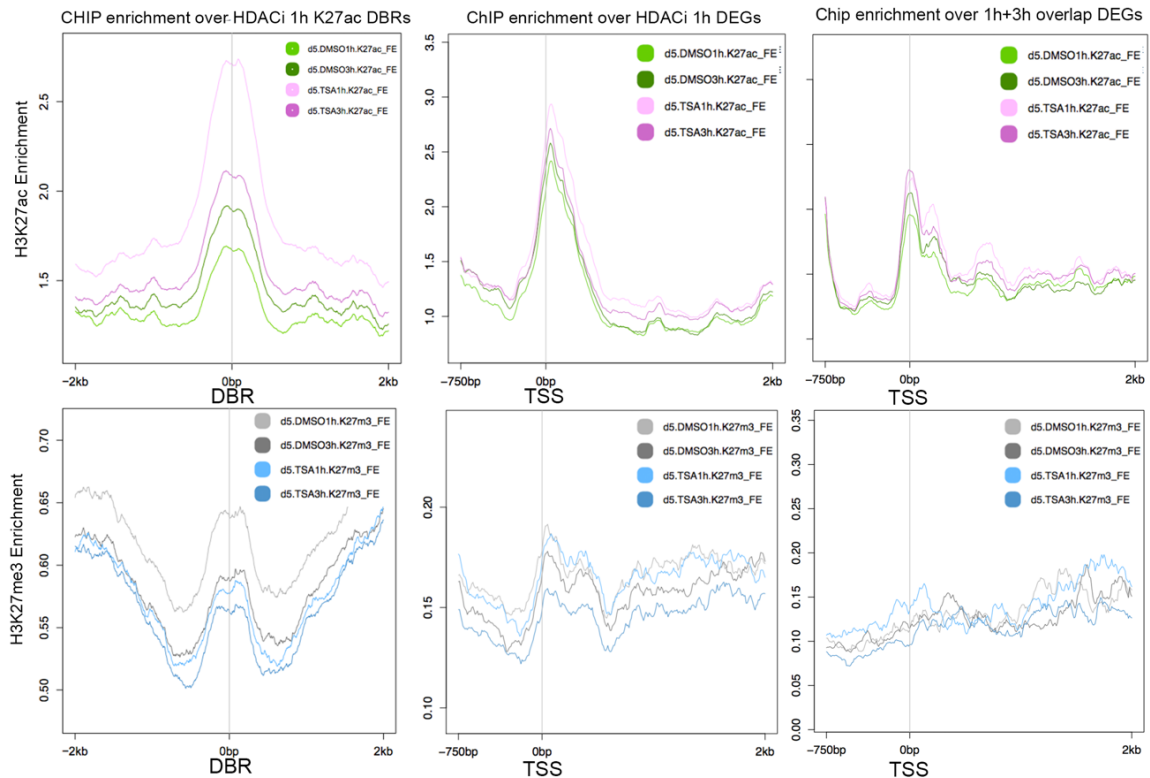 CHIP enrichment over HDACi 1h K27ac DBRs
ChIP enrichment over HDACi 1h DEGs
Chip enrichment over 1h+3h overlap DEGs
H3K27ac Enrichment
2.5
2.0
1.5
d5.DMSO1h.K27ac_FE
d5.DMSO3h.K27ac_FE
d5.TSA1h.K27ac_FE
d5.TSA3h.K27ac_FE
−2kb
0bp
2kb
DBR
3.5
3.0
2.5
2.0
1.5
1.0
d5.DMSO1h.K27ac_FE
d5.DMSO3h.K27ac_FE
d5.TSA1h.K27ac_FE
d5.TSA3h.K27ac_FE
−750bp
0bp
2kb
TSS
d5.DMSO1h.K27ac_FE
d5.DMSO3h.K27ac_FE
d5.TSA1h.K27ac_FE
d5.TSA3h.K27ac_FE
−750bp
0bp
2kb
TSS
H3K27me3 Enrichment
0.70
0.65
0.60
0.55
0.50
d5.DMSO1h.K27m3_FE
d5.DMSO3h.K27m3_FE
d5.TSA1h.K27m3_FE
d5.TSA3h.K27m3_FE
−2kb
0bp
2kb
DBR
0.20
0.15
0.10
d5.DMSO1h.K27m3_FE
d5.DMSO3h.K27m3_FE
d5.TSA1h.K27m3_FE
d5.TSA3h.K27m3_FE
−750bp
0bp
2kb
TSS
0.35
0.30
0.25
0.20
0.15
0.10
0.05
0.00
d5.DMSO1h.K27m3_FE
d5.DMSO3h.K27m3_FE
d5.TSA1h.K27m3_FE
d5.TSA3h.K27m3_FE
−750bp
0bp
2kb
TSS